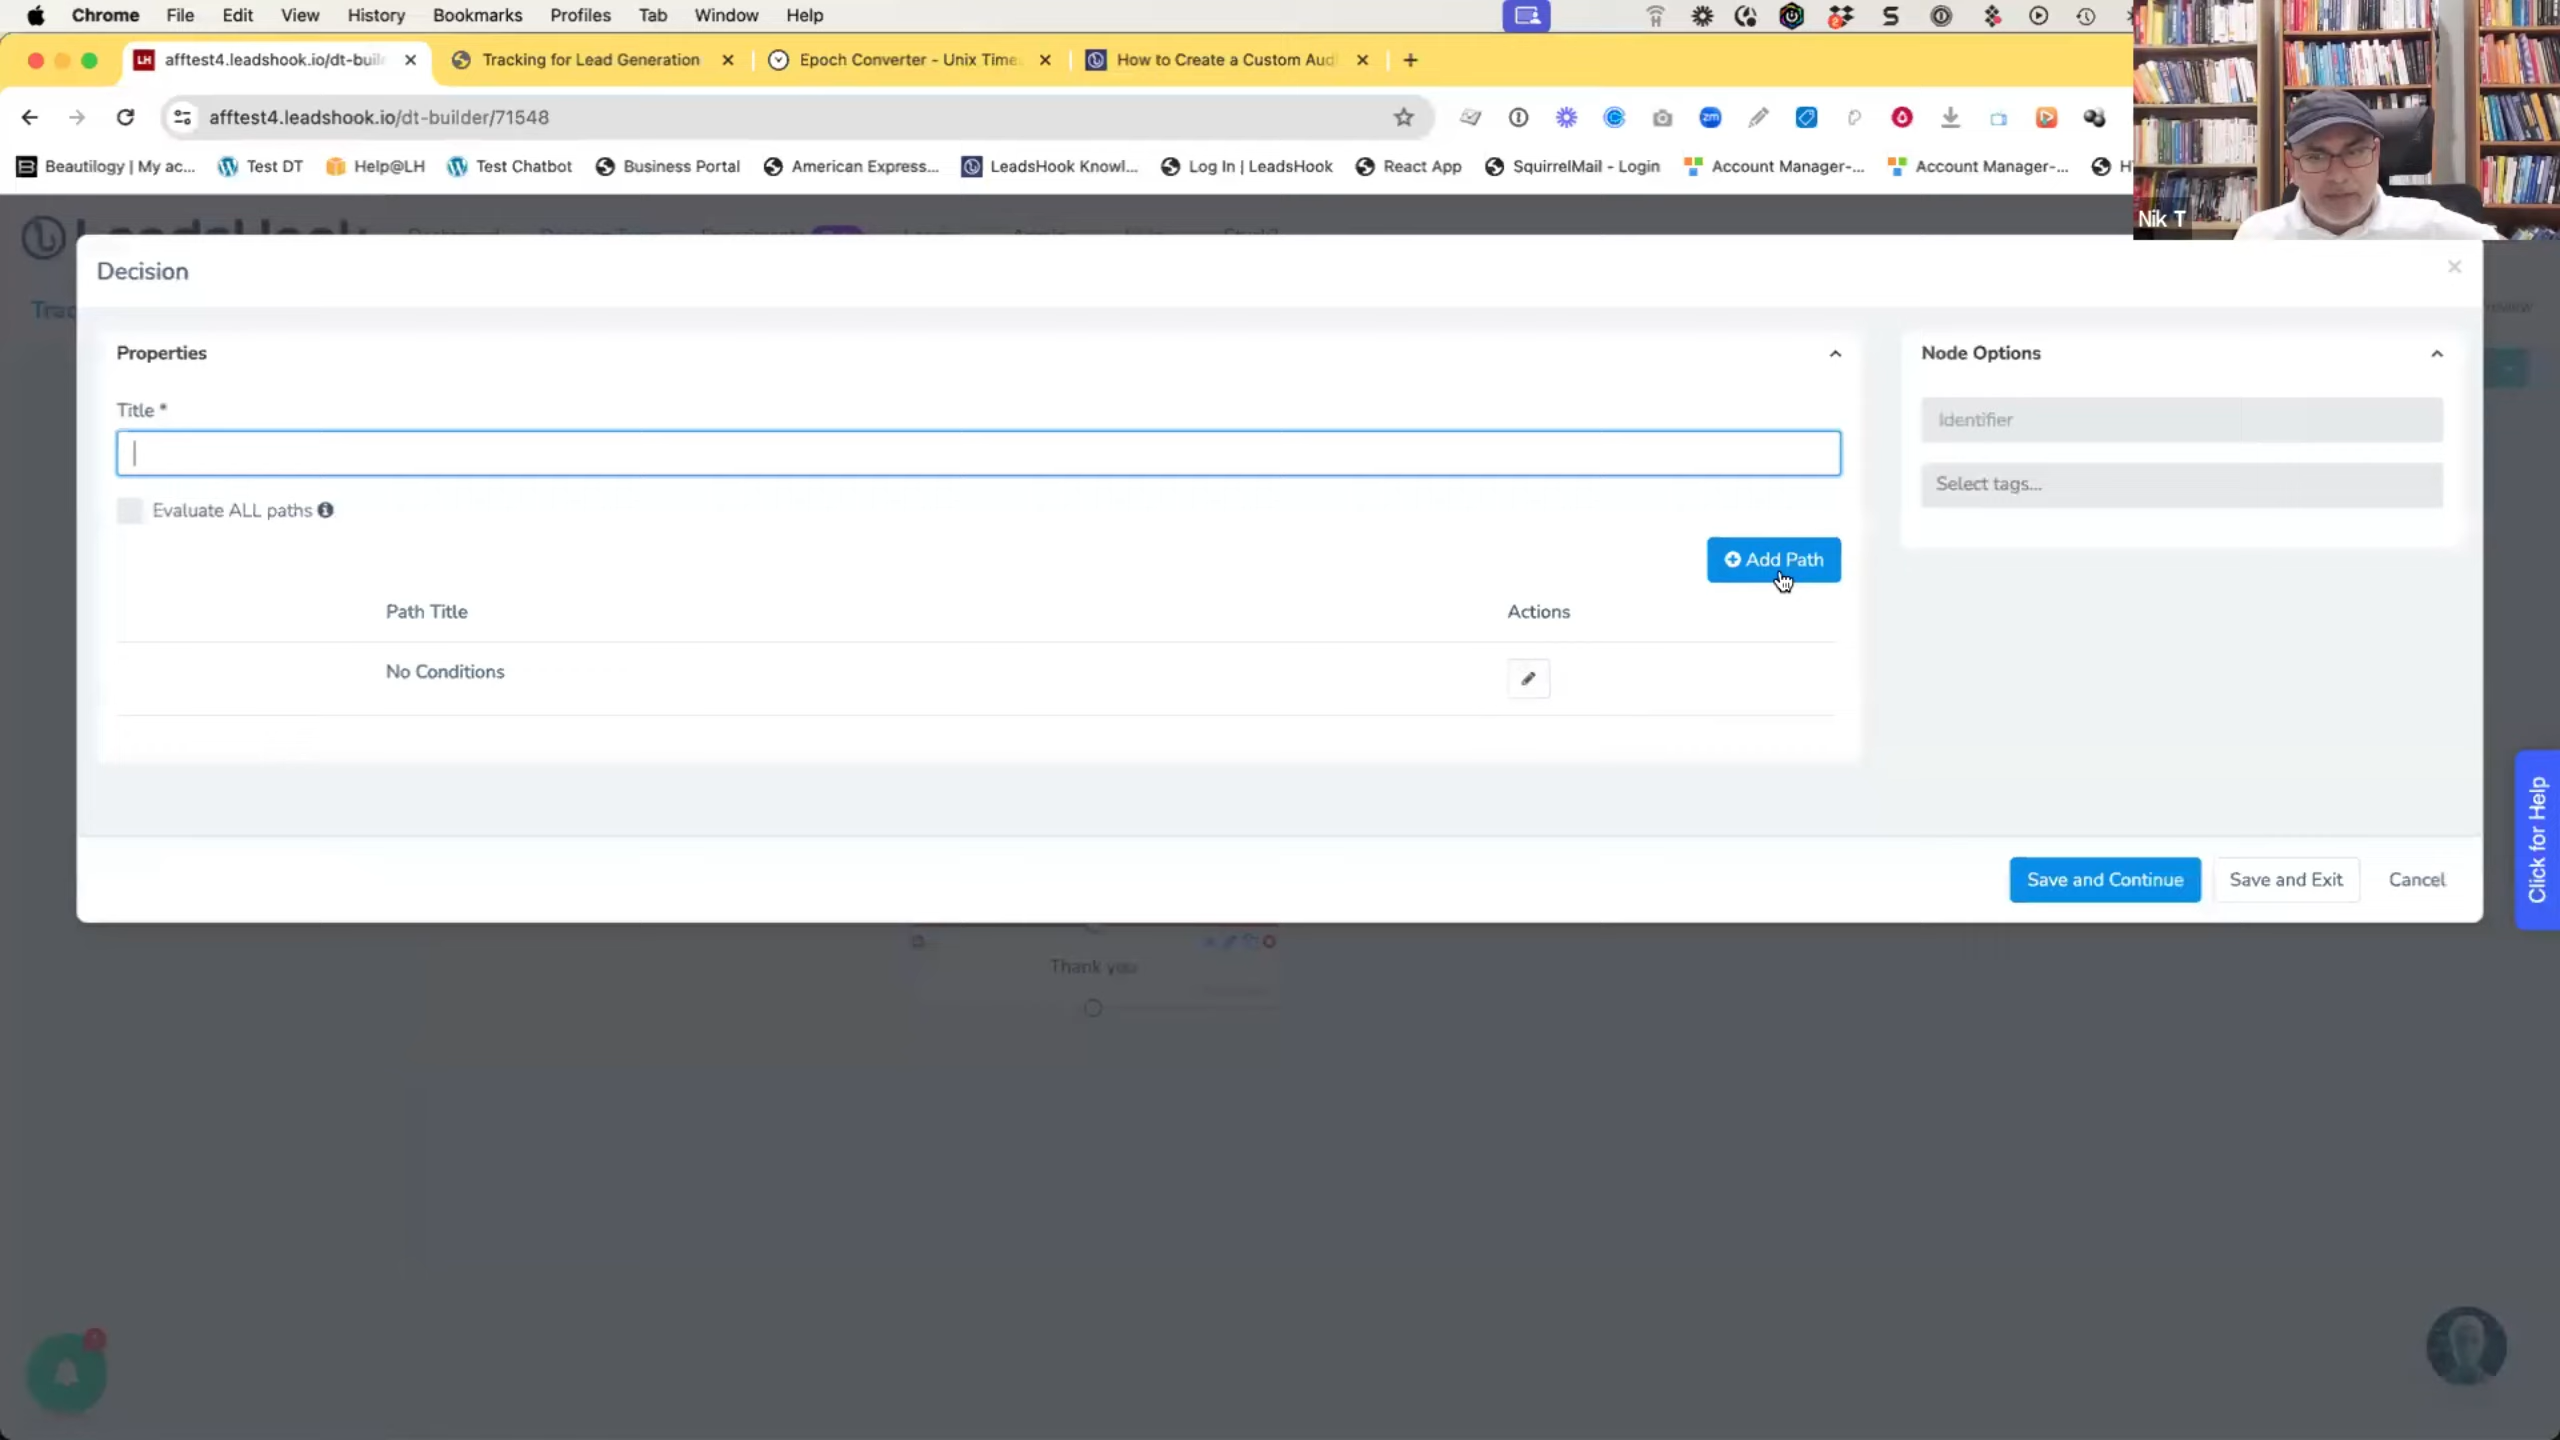 Chrome File Edit View History Bookmarks Profiles Tab Window Help
afftest4.leadshook.io/dt-buil
Tracking for Lead Generation
Epoch Converter - Unix Time
How to Create a Custom Aud
afftest4.leadshook.io/dt-builder/71548
zm
Beautilogy | My ac... Test DT Help@LH Test Chatbot Business Portal American Express... LeadsHook Knowl... Log In | LeadsHook React App SquirrelMail - Login Account Manager-... Account Manager-...
Nik T
LeadsHook
Decision
Trac
Properties
Node Options
Title *
Identifier
Select tags...
Evaluate ALL paths
Add Path
Path Title Actions
No Conditions
Click for Help
Save and Continue Save and Exit Cancel
Thank you